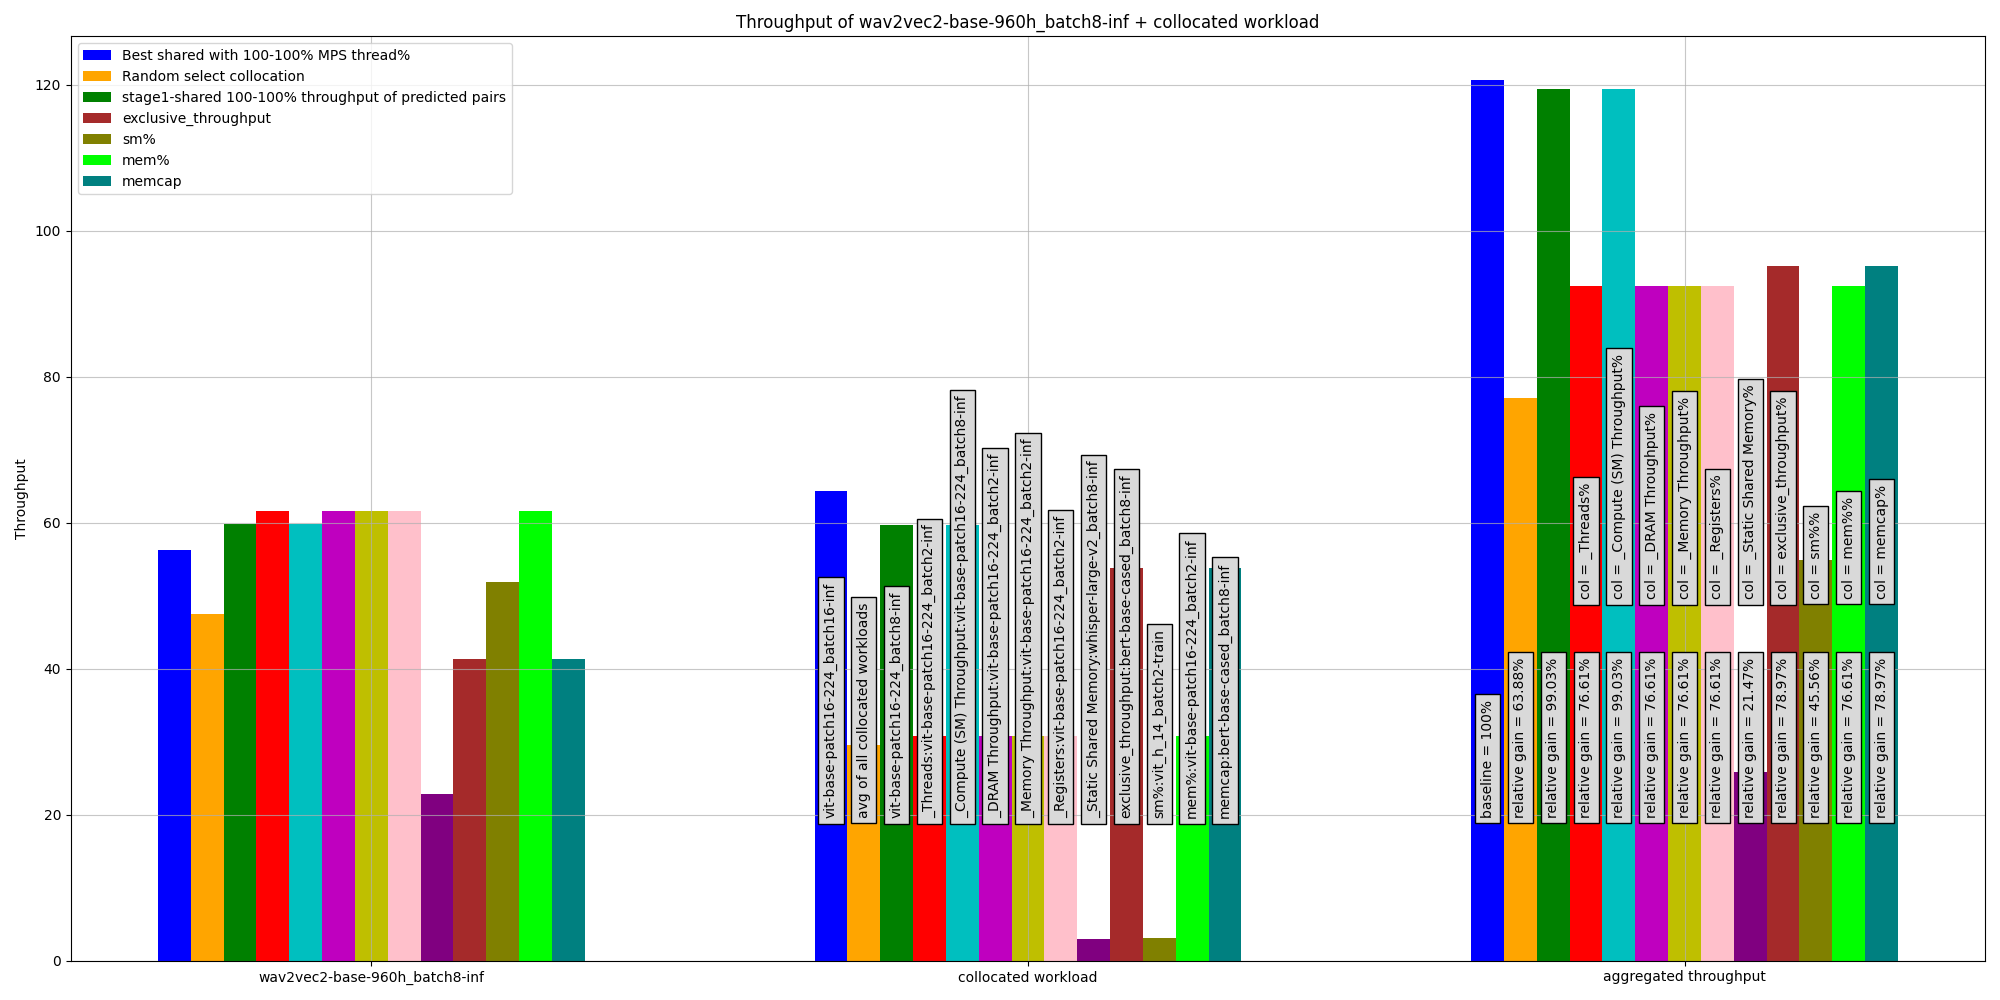 Throughput of wav2vec2-base-960h_batch8-inf + collocated workload
Best shared with 100-100% MPS thread%
Random select collocation
stage1-shared 100-100% throughput of predicted pairs
exclusive_throughput
sm%
mem%
memcap
Throughput
120
100
80
60
40
20
0
vit-base-patch16-224_batch16-inf
avg of all collocated workloads
vit-base-patch16-224_batch8-inf
_Threads:vit-base-patch16-224_batch2-inf
_Compute (SM) Throughput:vit-base-patch16-224_batch8-inf
_DRAM Throughput:vit-base-patch16-224_batch2-inf
_Memory Throughput:vit-base-patch16-224_batch2-inf
_Registers:vit-base-patch16-224_batch2-inf
_Static Shared Memory:whisper-large-v2_batch8-inf
exclusive_throughput:bert-base-cased_batch8-inf
sm%:vit_h_14_batch2-train
mem%:vit-base-patch16-224_batch2-inf
memcap:bert-base-cased_batch8-inf
col = _Threads%
col = _Compute (SM) Throughput%
col = _DRAM Throughput%
col = _Memory Throughput%
col = _Registers%
col = _Static Shared Memory%
col = exclusive_throughput%
col = sm%%
col = mem%%
col = memcap%
baseline = 100%
relative gain = 63.88%
relative gain = 99.03%
relative gain = 76.61%
relative gain = 99.03%
relative gain = 76.61%
relative gain = 76.61%
relative gain = 76.61%
relative gain = 21.47%
relative gain = 78.97%
relative gain = 45.56%
relative gain = 76.61%
relative gain = 78.97%
wav2vec2-base-960h_batch8-inf
collocated workload
aggregated throughput